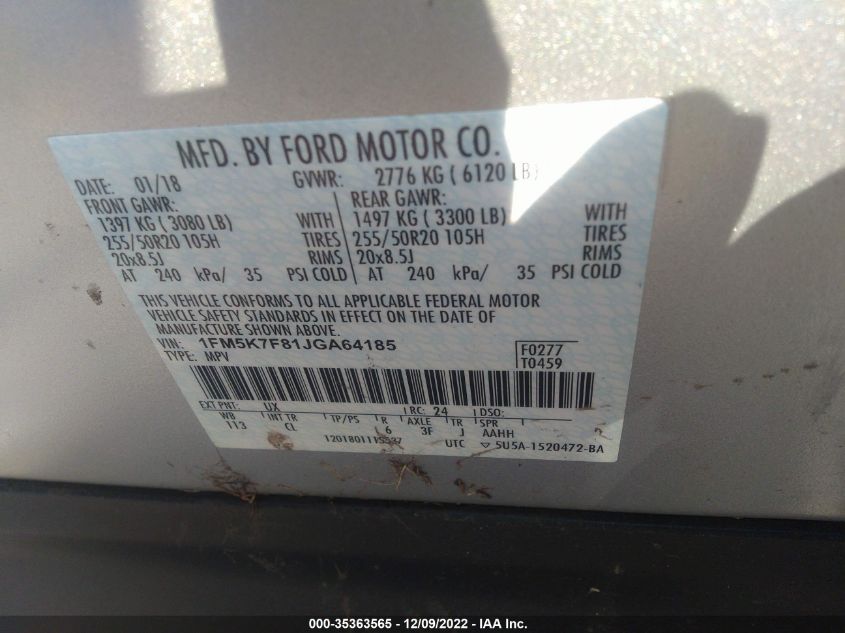 MFD. BY FORD MOTOR CO.
DATE: 01/18 GVWR: 2776 KG ( 6120 LB)
FRONT GAWR: REAR GAWR:
1397 KG ( 3080 LB) WITH 1497 KG ( 3300 LB) WITH
255/50R20 105H TIRES 255/50R20 105H TIRES
20x8.5J RIMS 20x8.5J RIMS
AT 240 kPa/ 35 PSI COLD AT 240 kPa/ 35 PSI COLD
THIS VEHICLE CONFORMS TO ALL APPLICABLE FEDERAL MOTOR
VEHICLE SAFETY STANDARDS IN EFFECT ON THE DATE OF
MANUFACTURE SHOWN ABOVE.
VIN: 1FM5K7F81JGA64185 F0277
TYPE: MPV T0459
EXT PNT: UX RC: 24 DSO:
WB INT TR TP/PS R AXLE TR SPR
113 CL 6 3F J AAHH
UTC ▽ 5U5A-1520472-BA
000-35363565 - 12/09/2022 - IAA Inc.